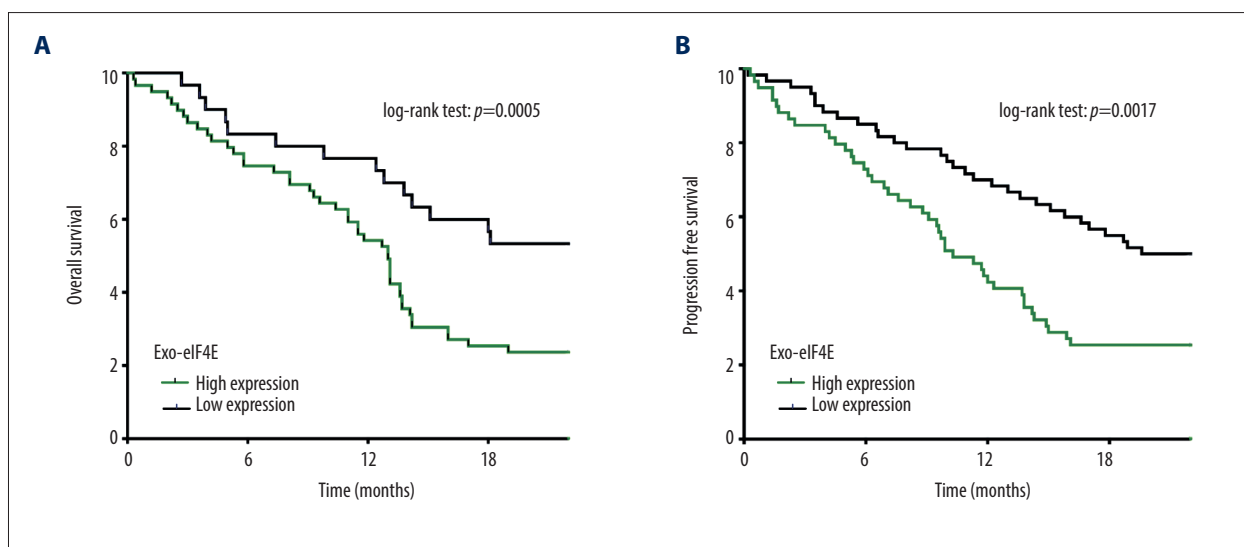 A
10
8
6
4
2
0
Overall survival
log-rank test: p=0.0005
Exo-eIF4E
High expression
Low expression
0 6 12 18
Time (months)
B
10
8
6
4
2
0
Progression free survival
log-rank test: p=0.0017
Exo-eIF4E
High expression
Low expression
0 6 12 18
Time (months)